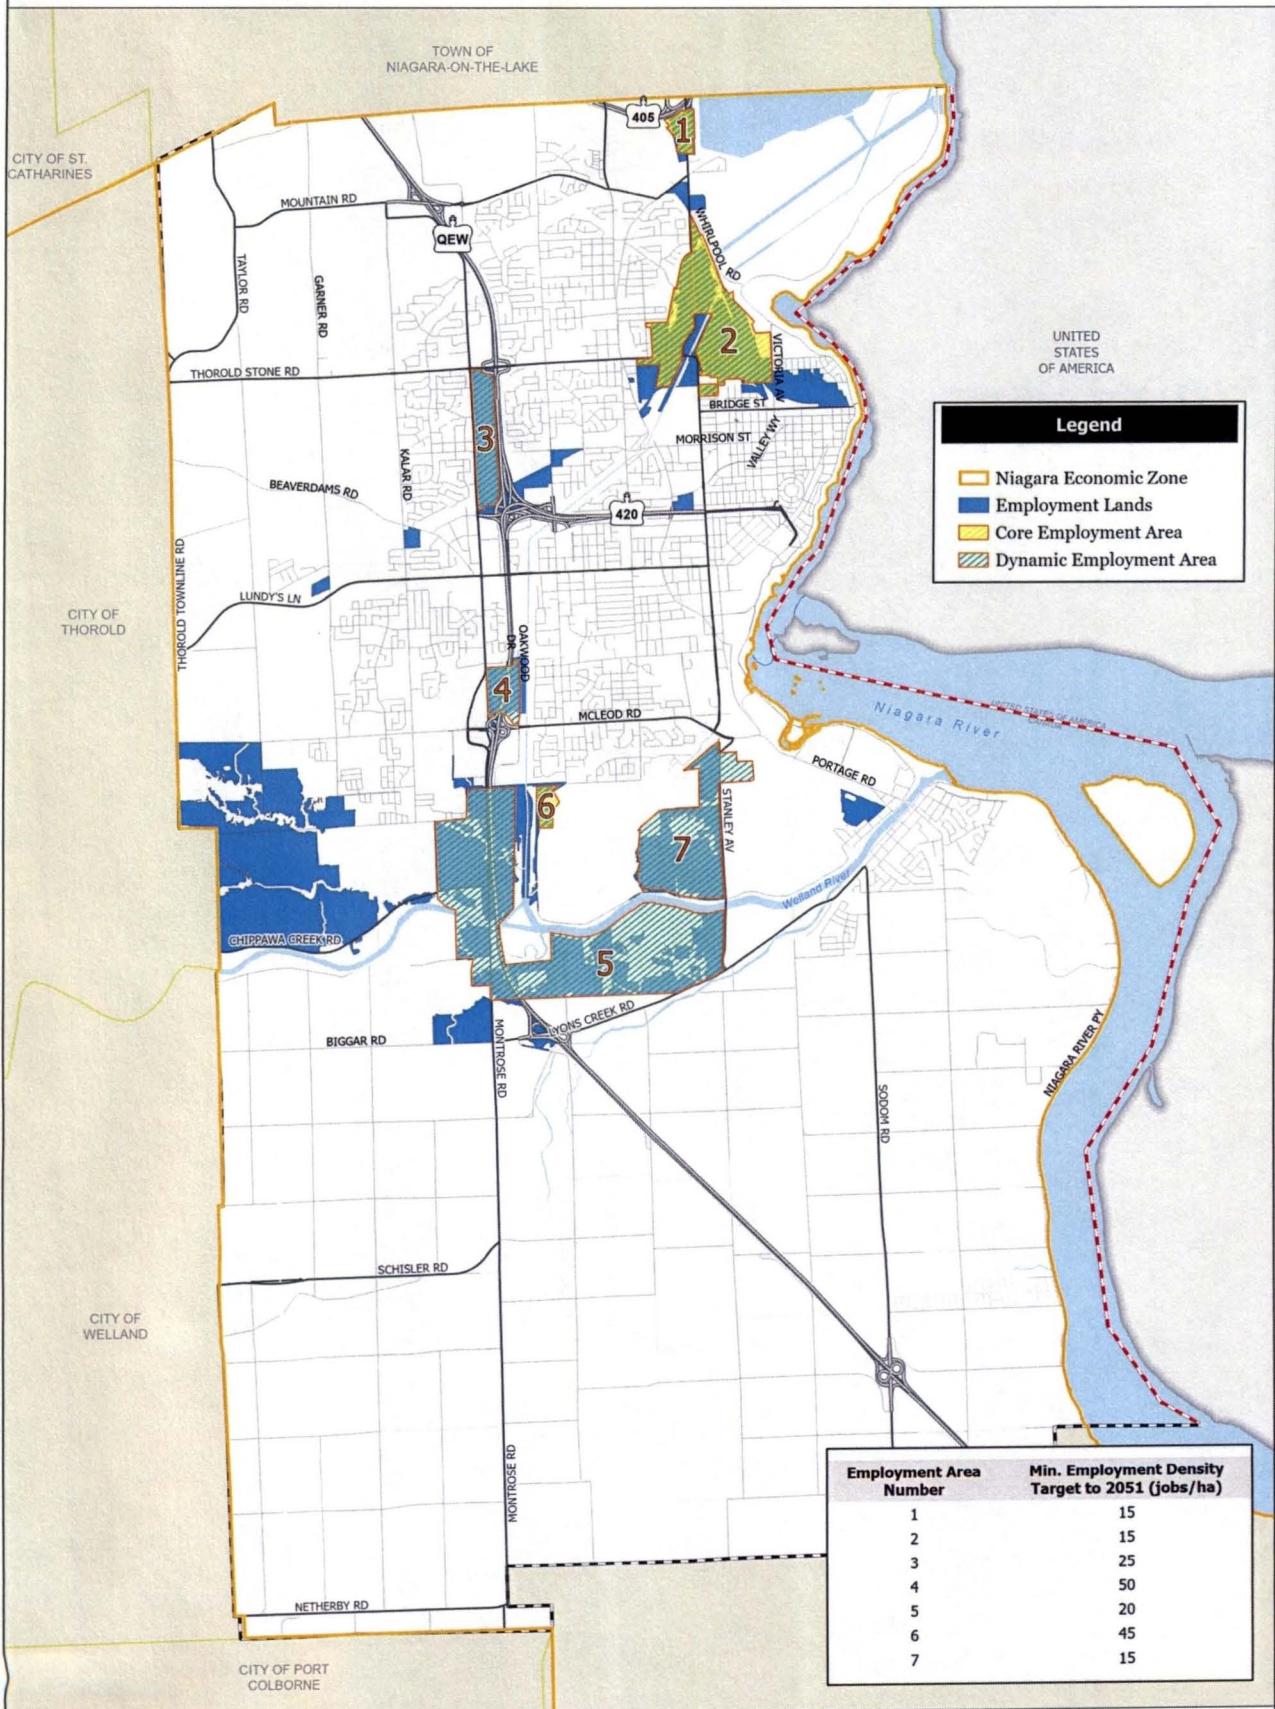 TOWN OF
NIAGARA-ON-THE-LAKE
405
1
CITY OF ST.
CATHARINES
MOUNTAIN RD
QEW
WHIRLPOOL RD
TAYLOR RD
GARNER RD
UNITED
STATES
OF AMERICA
2
VICTORIA AV
THOROLD STONE RD
BRIDGE ST
Legend
Niagara Economic Zone
Employment Lands
Core Employment Area
Dynamic Employment Area
3
MORRISON ST
VALLEY WY
KALAR RD
BEAVERDAMS RD
420
THOROLD TOWNLINE RD
LUNDY'S LN
CITY OF
THOROLD
OAKWOOD
DR
4
MCLEOD RD
Niagara River
UNITED STATES OF AMERICA
PORTAGE RD
6
STANLEY AV
7
Welland River
CHIPPAWA CREEK RD
5
LYONS CREEK RD
BIGGAR RD
MONTROSE RD
NIAGARA RIVER PY
SODOM RD
SCHISLER RD
CITY OF
WELLAND
MONTROSE RD
NETHERBY RD
CITY OF PORT
COLBORNE
Employment Area Number Min. Employment Density Target to 2051 (jobs/ha)
1 15
2 15
3 25
4 50
5 20
6 45
7 15